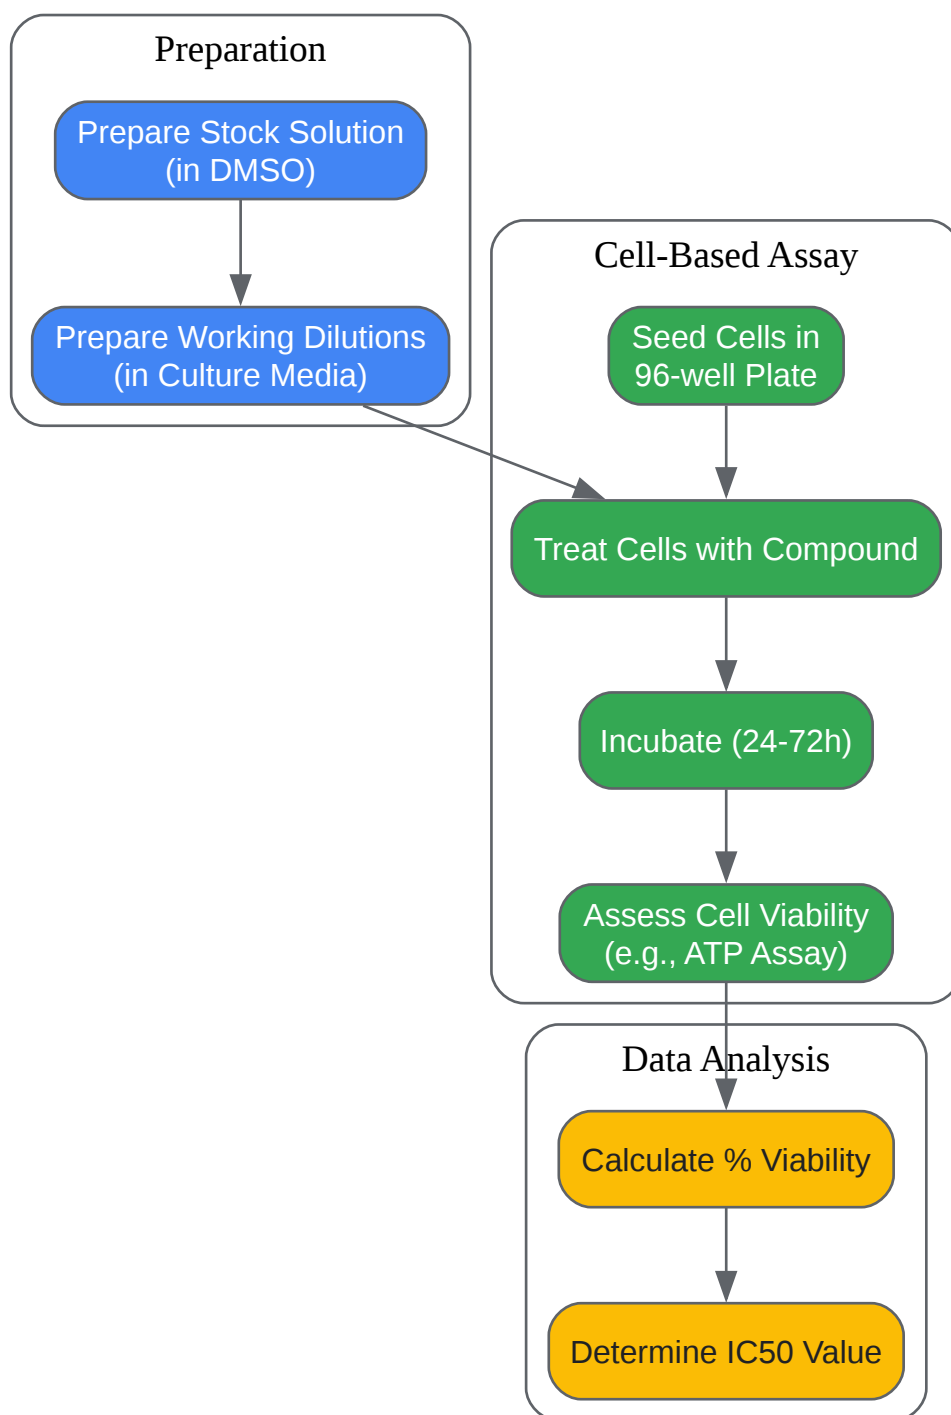 Preparation
Prepare Stock Solution
(in DMSO)
Prepare Working Dilutions
(in Culture Media)
Cell-Based Assay
Seed Cells in
96-well Plate
Treat Cells with Compound
Incubate (24-72h)
Assess Cell Viability
(e.g., ATP Assay)
Data Analysis
Calculate % Viability
Determine IC50 Value